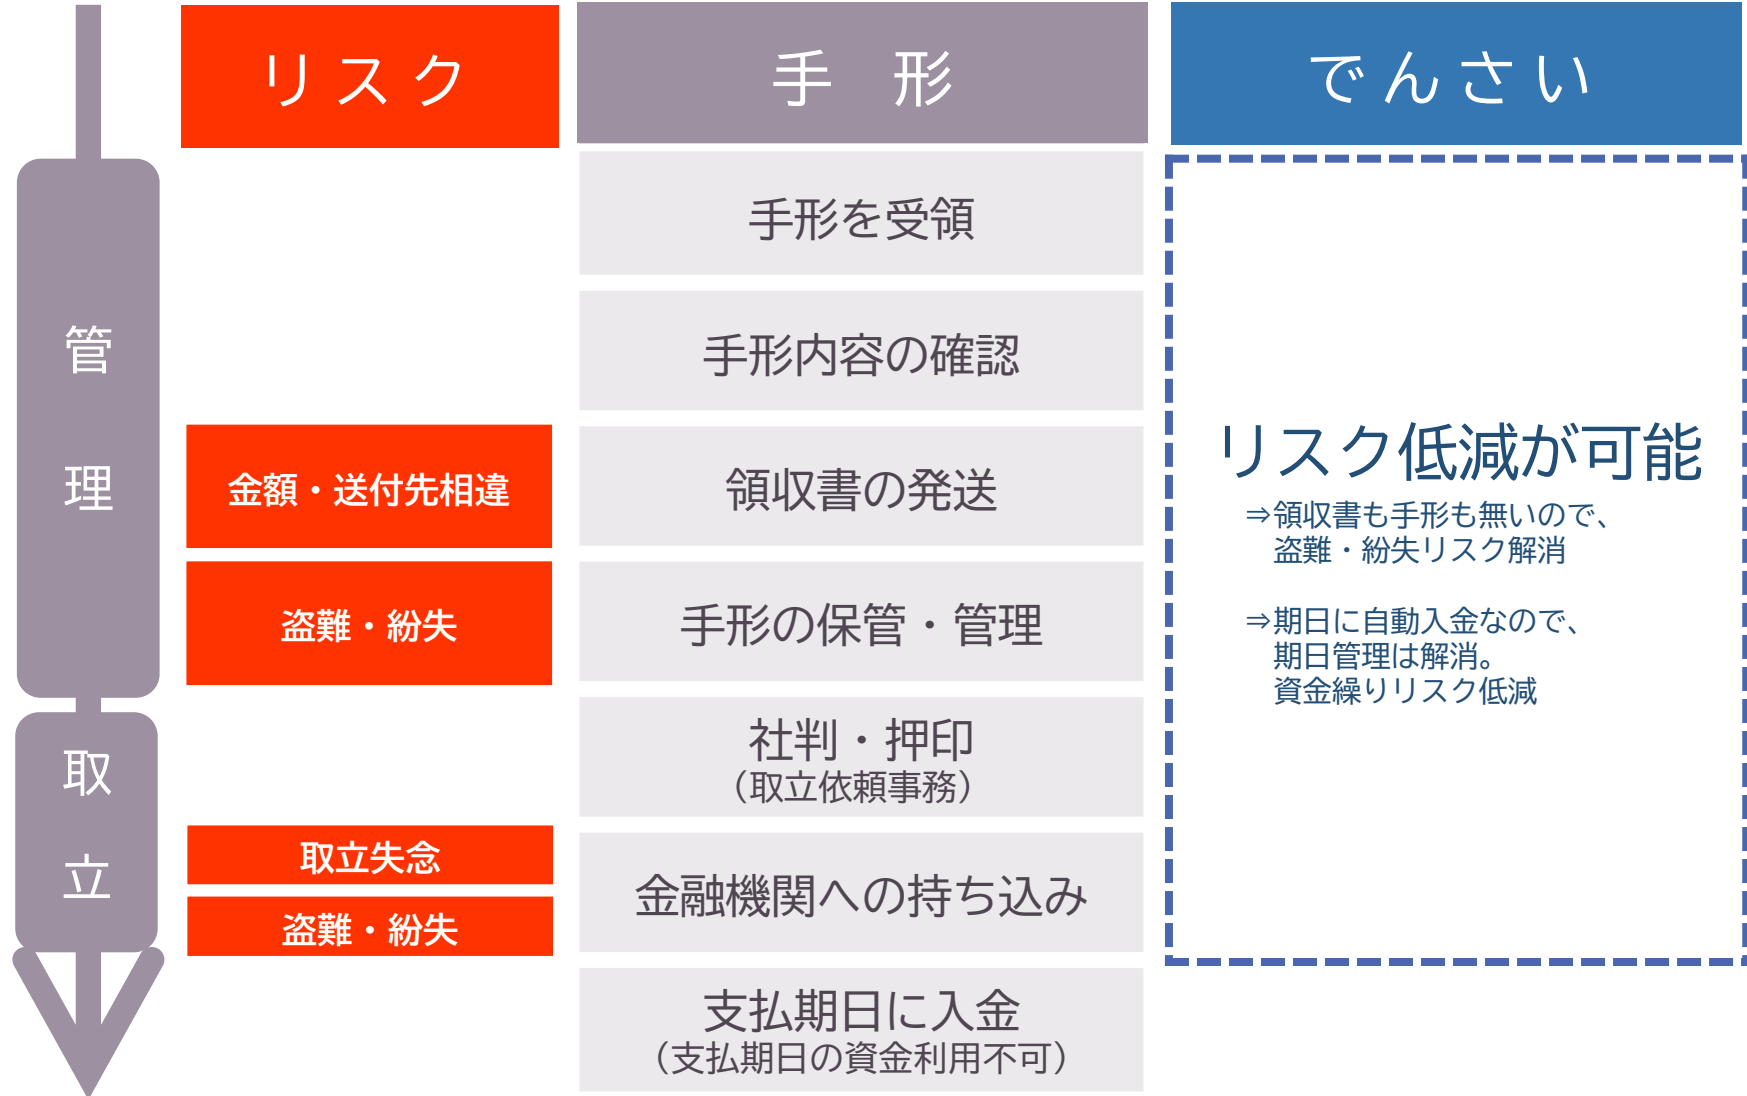 リスク
手 形
でんさい
管
理
取
立
金額・送付先相違
盗難・紛失
取立失念
盗難・紛失
手形を受領
手形内容の確認
領収書の発送
手形の保管・管理
社判・押印
（取立依頼事務）
金融機関への持ち込み
支払期日に入金
（支払期日の資金利用不可）
リスク低減が可能
⇒領収書も手形も無いので、
盗難・紛失リスク解消
⇒期日に自動入金なので、
期日管理は解消。
資金繰りリスク低減